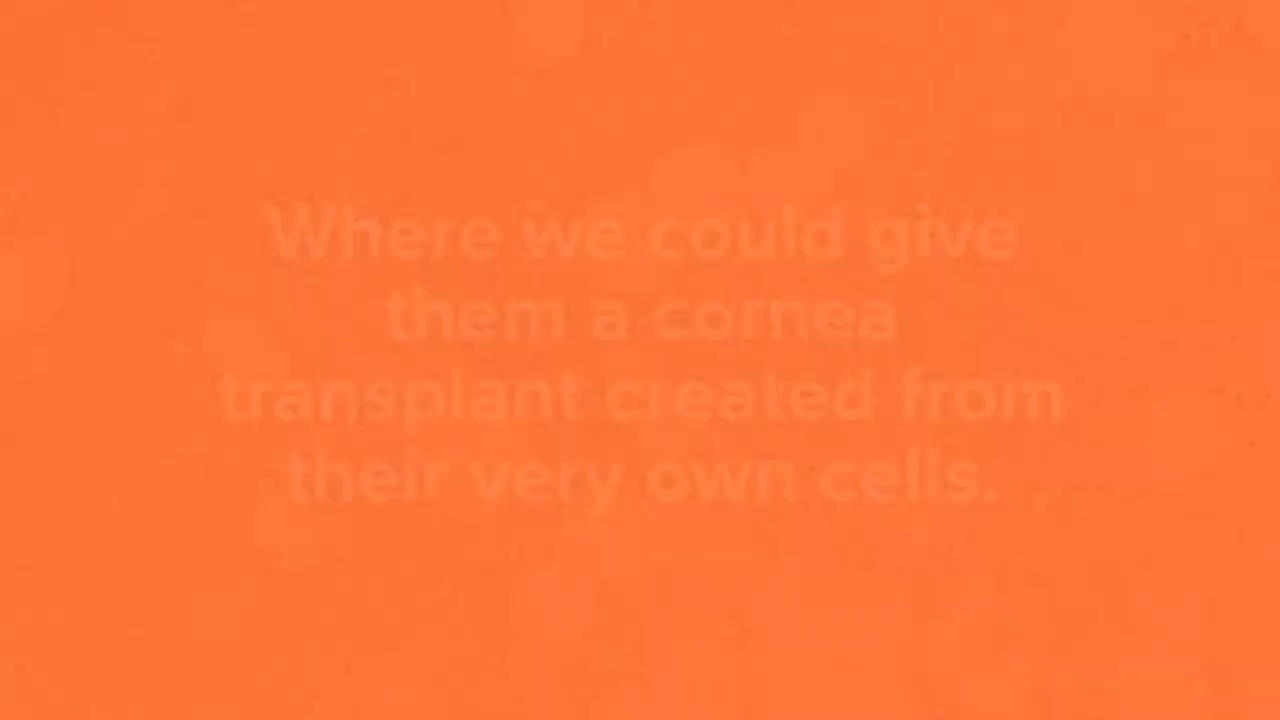 Where we could give
them a cornea
transplant created from
their very own cells.